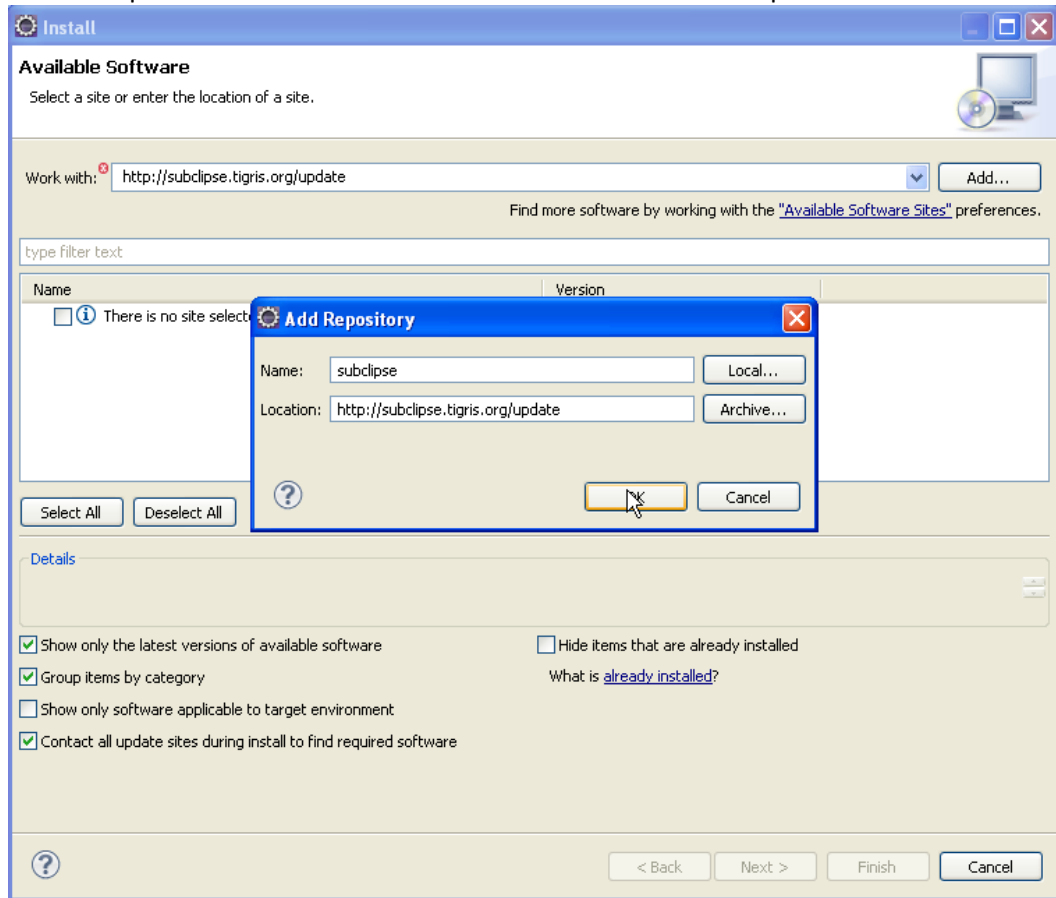 Install
Available Software
Select a site or enter the location of a site.
Work with: http://subclipse.tigris.org/update Add...
Find more software by working with the "Available Software Sites" preferences.
type filter text
Name Version
There is no site
Add Repository
Name: subclipse Local...
Location: http://subclipse.tigris.org/update Archive...
Cancel
Select All Deselect All
Details
Show only the latest versions of available software Hide items that are already installed
Group items by category What is already installed?
Show only software applicable to target environment
Contact all update sites during install to find required software
< Back Next > Finish Cancel